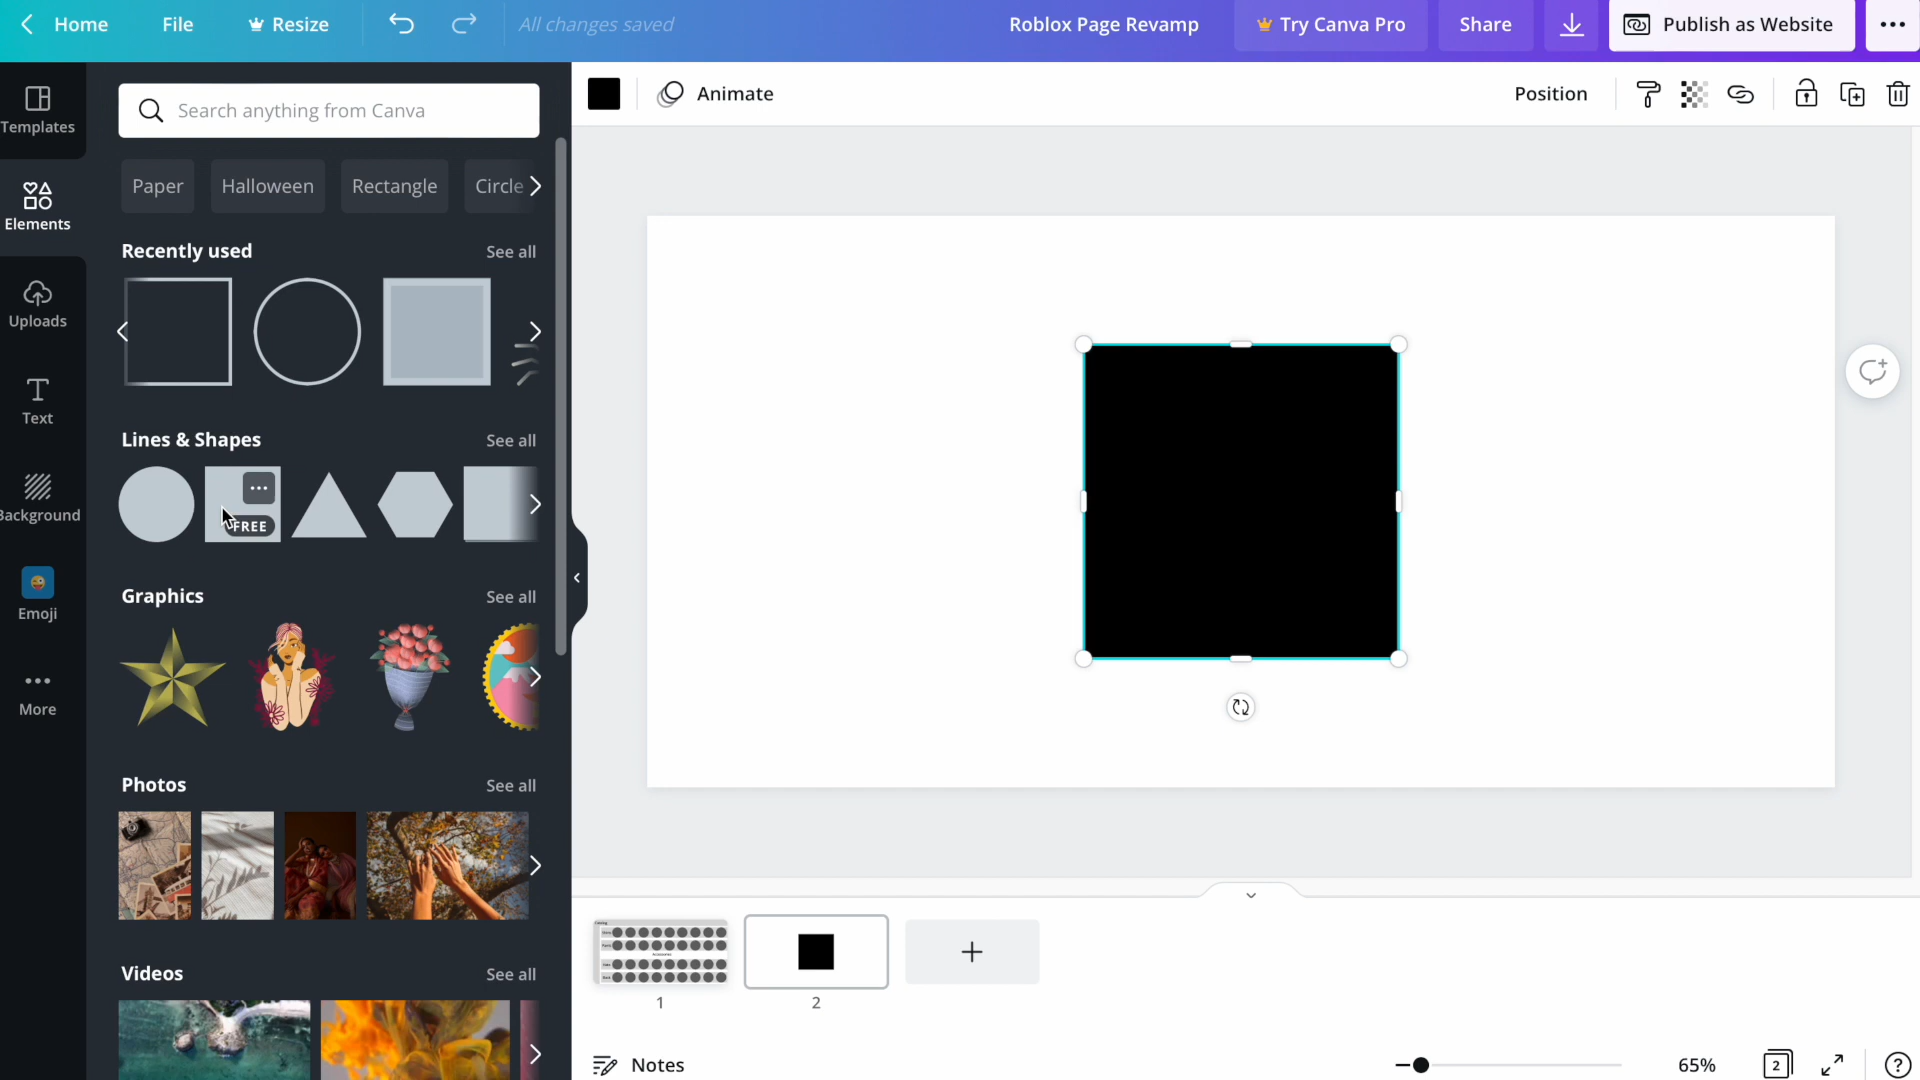 Home
File
Resize
All changes saved
Roblox Page Revamp
Try Canva Pro
Share
Publish as Website
Templates
Elements
Uploads
Text
Background
Emoji
More
Search anything from Canva
Paper
Halloween
Rectangle
Circle
Recently used
See all
Lines & Shapes
See all
FREE
Graphics
See all
Photos
See all
Videos
See all
Animate
Position
1
2
Notes
65%
2